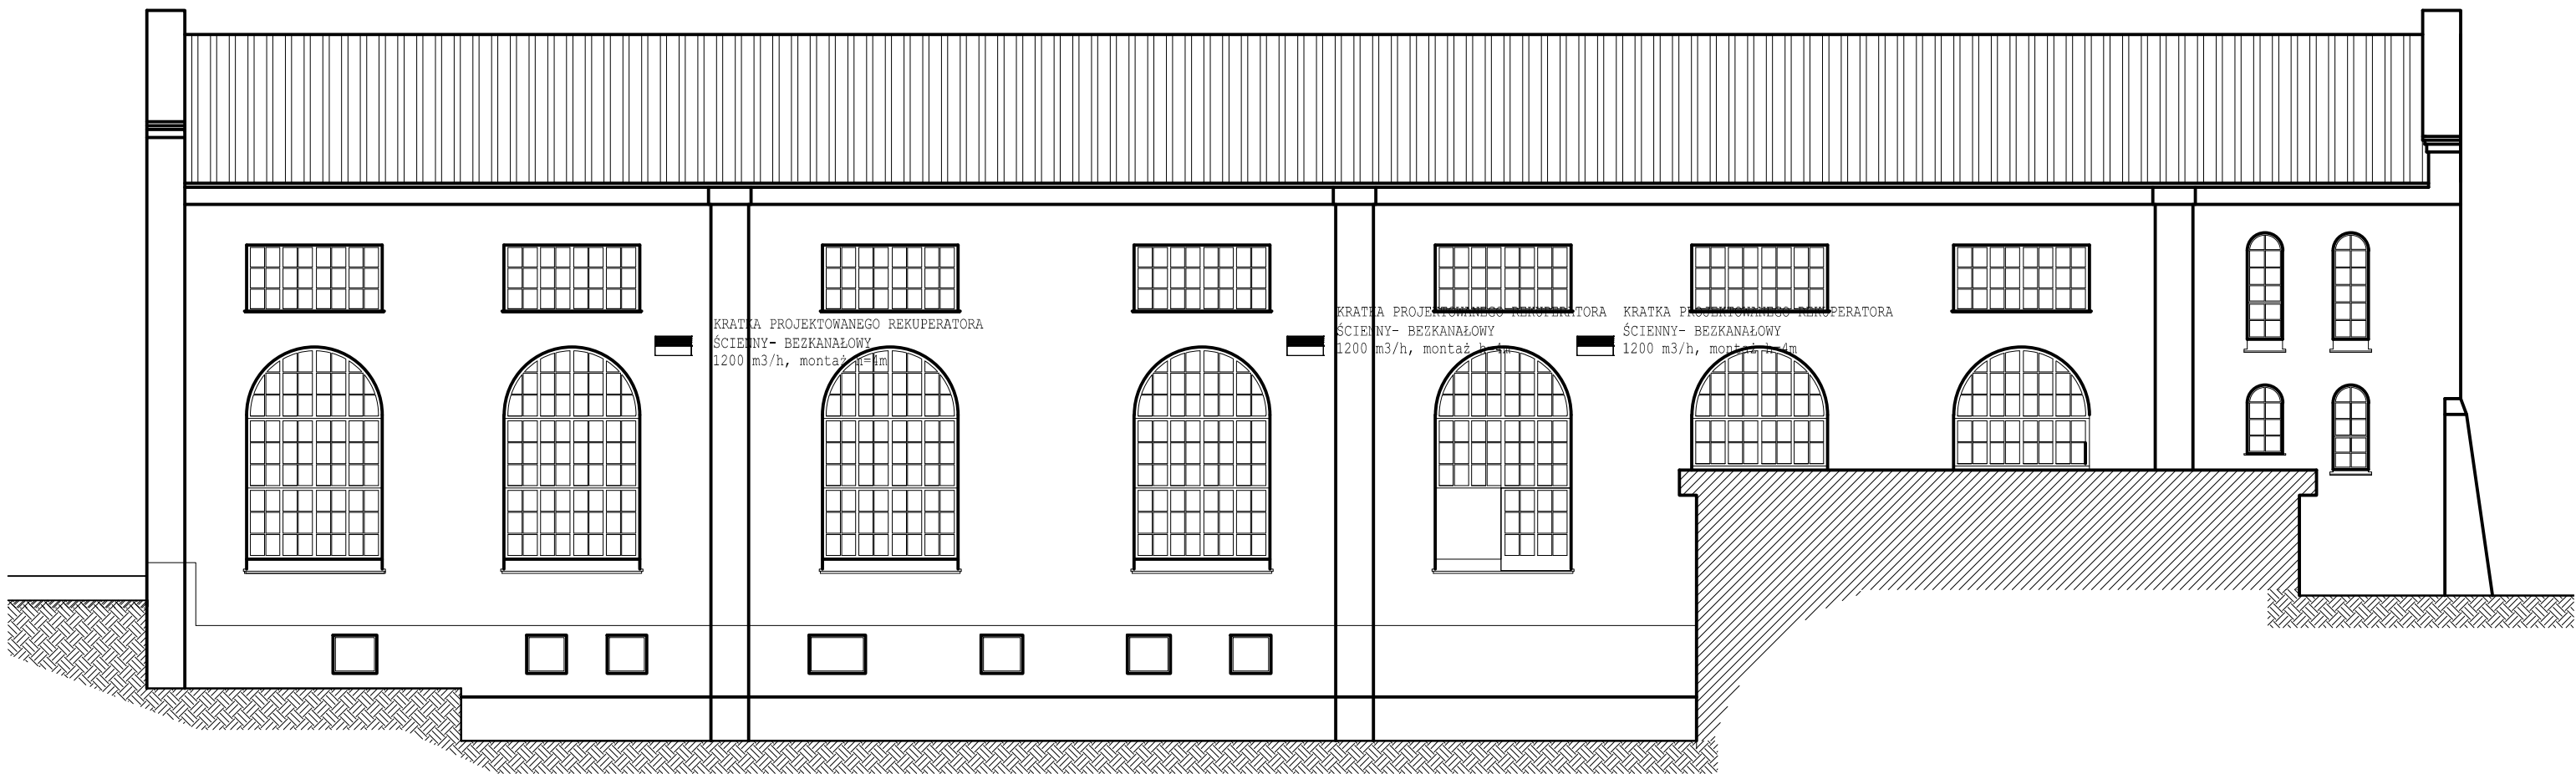 KRATKA PROJEKTOWANEGO REKUPERATORA
ŚCIENNY- BEZKANAŁOWY
1200 m3/h, montaż h=4m
KRATKA PROJEKTOWANEGO REKUPERATORA
ŚCIENNY- BEZKANAŁOWY
1200 m3/h, montaż h=4m
KRATKA PROJEKTOWANEGO REKUPERATORA
ŚCIENNY- BEZKANAŁOWY
1200 m3/h, montaż h=4m